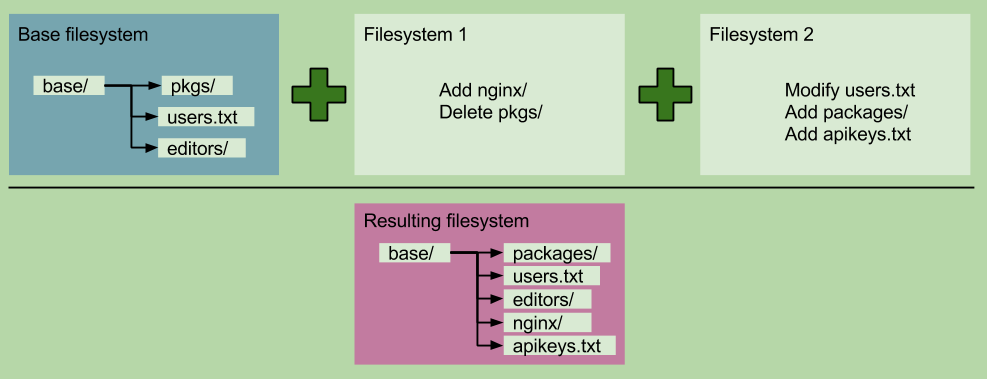 Base filesystem
base/
pkgs/
users.txt
editors/
Filesystem 1
Add nginx/
Delete pkgs/
Filesystem 2
Modify users.txt
Add packages/
Add apikeys.txt
Resulting filesystem
base/
packages/
users.txt
editors/
nginx/
apikeys.txt